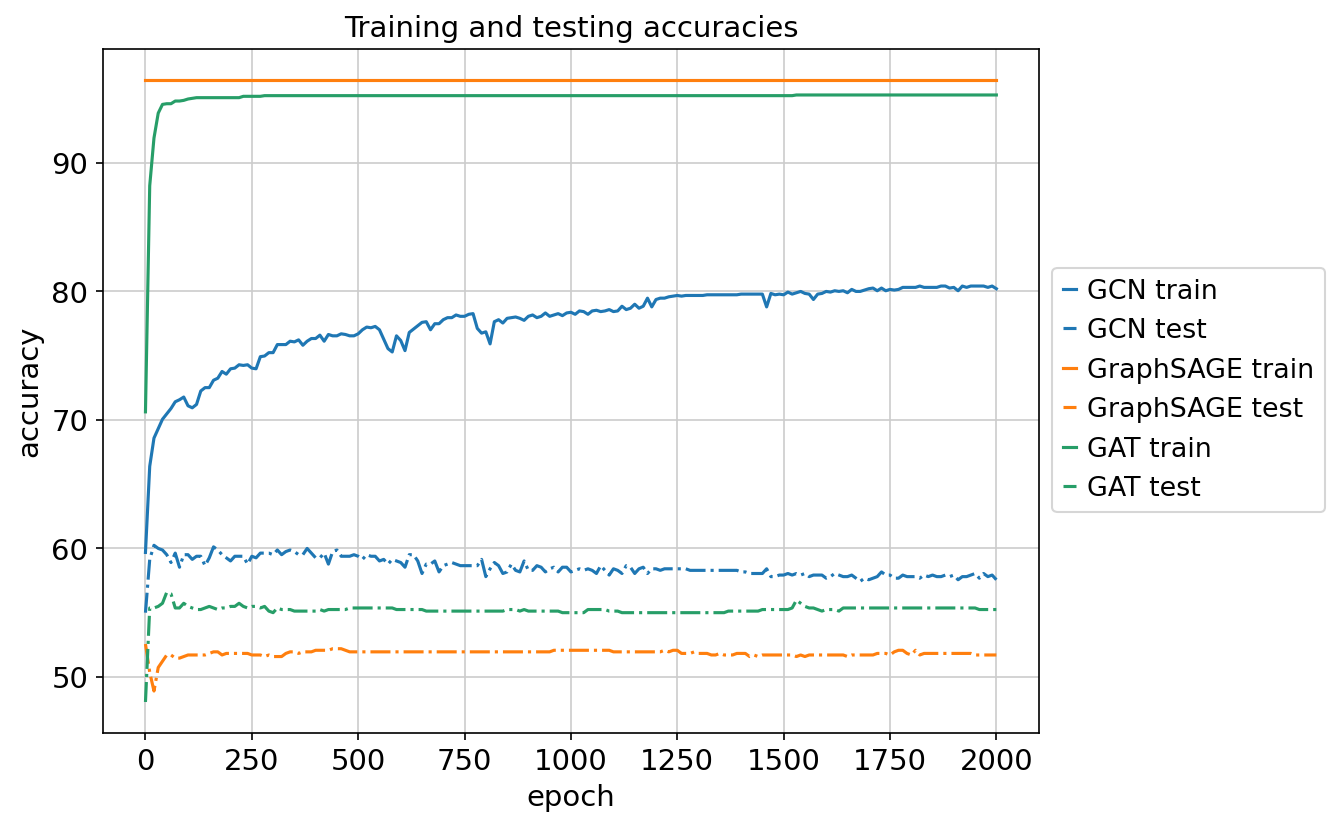 Training and testing accuracies
90
80
70
60
50
accuracy
0 250 500 750 1000 1250 1500 1750 2000
epoch
GCN train
GCN test
GraphSAGE train
GraphSAGE test
GAT train
GAT test